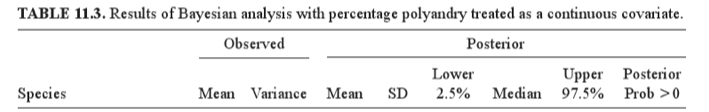 TABLE 11.3. Results of Bayesian analysis with percentage polyandry treated as a continuous covariate.
Observed Posterior
Lower Upper Posterior
Species Mean Variance Mean SD 2.5% Median 97.5% Prob >0